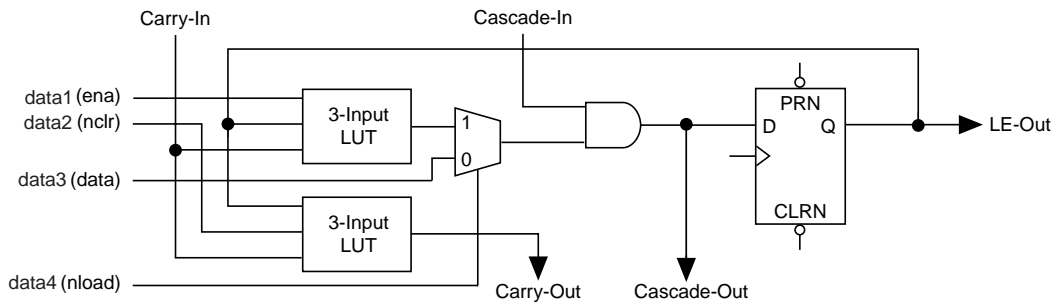 Carry-In
Cascade-In
data1 (ena)
3-Input
LUT
PRN
data2 (nclr)
1
D
Q
LE-Out
0
data3 (data)
3-Input
LUT
CLRN
data4 (nload)
Carry-Out
Cascade-Out